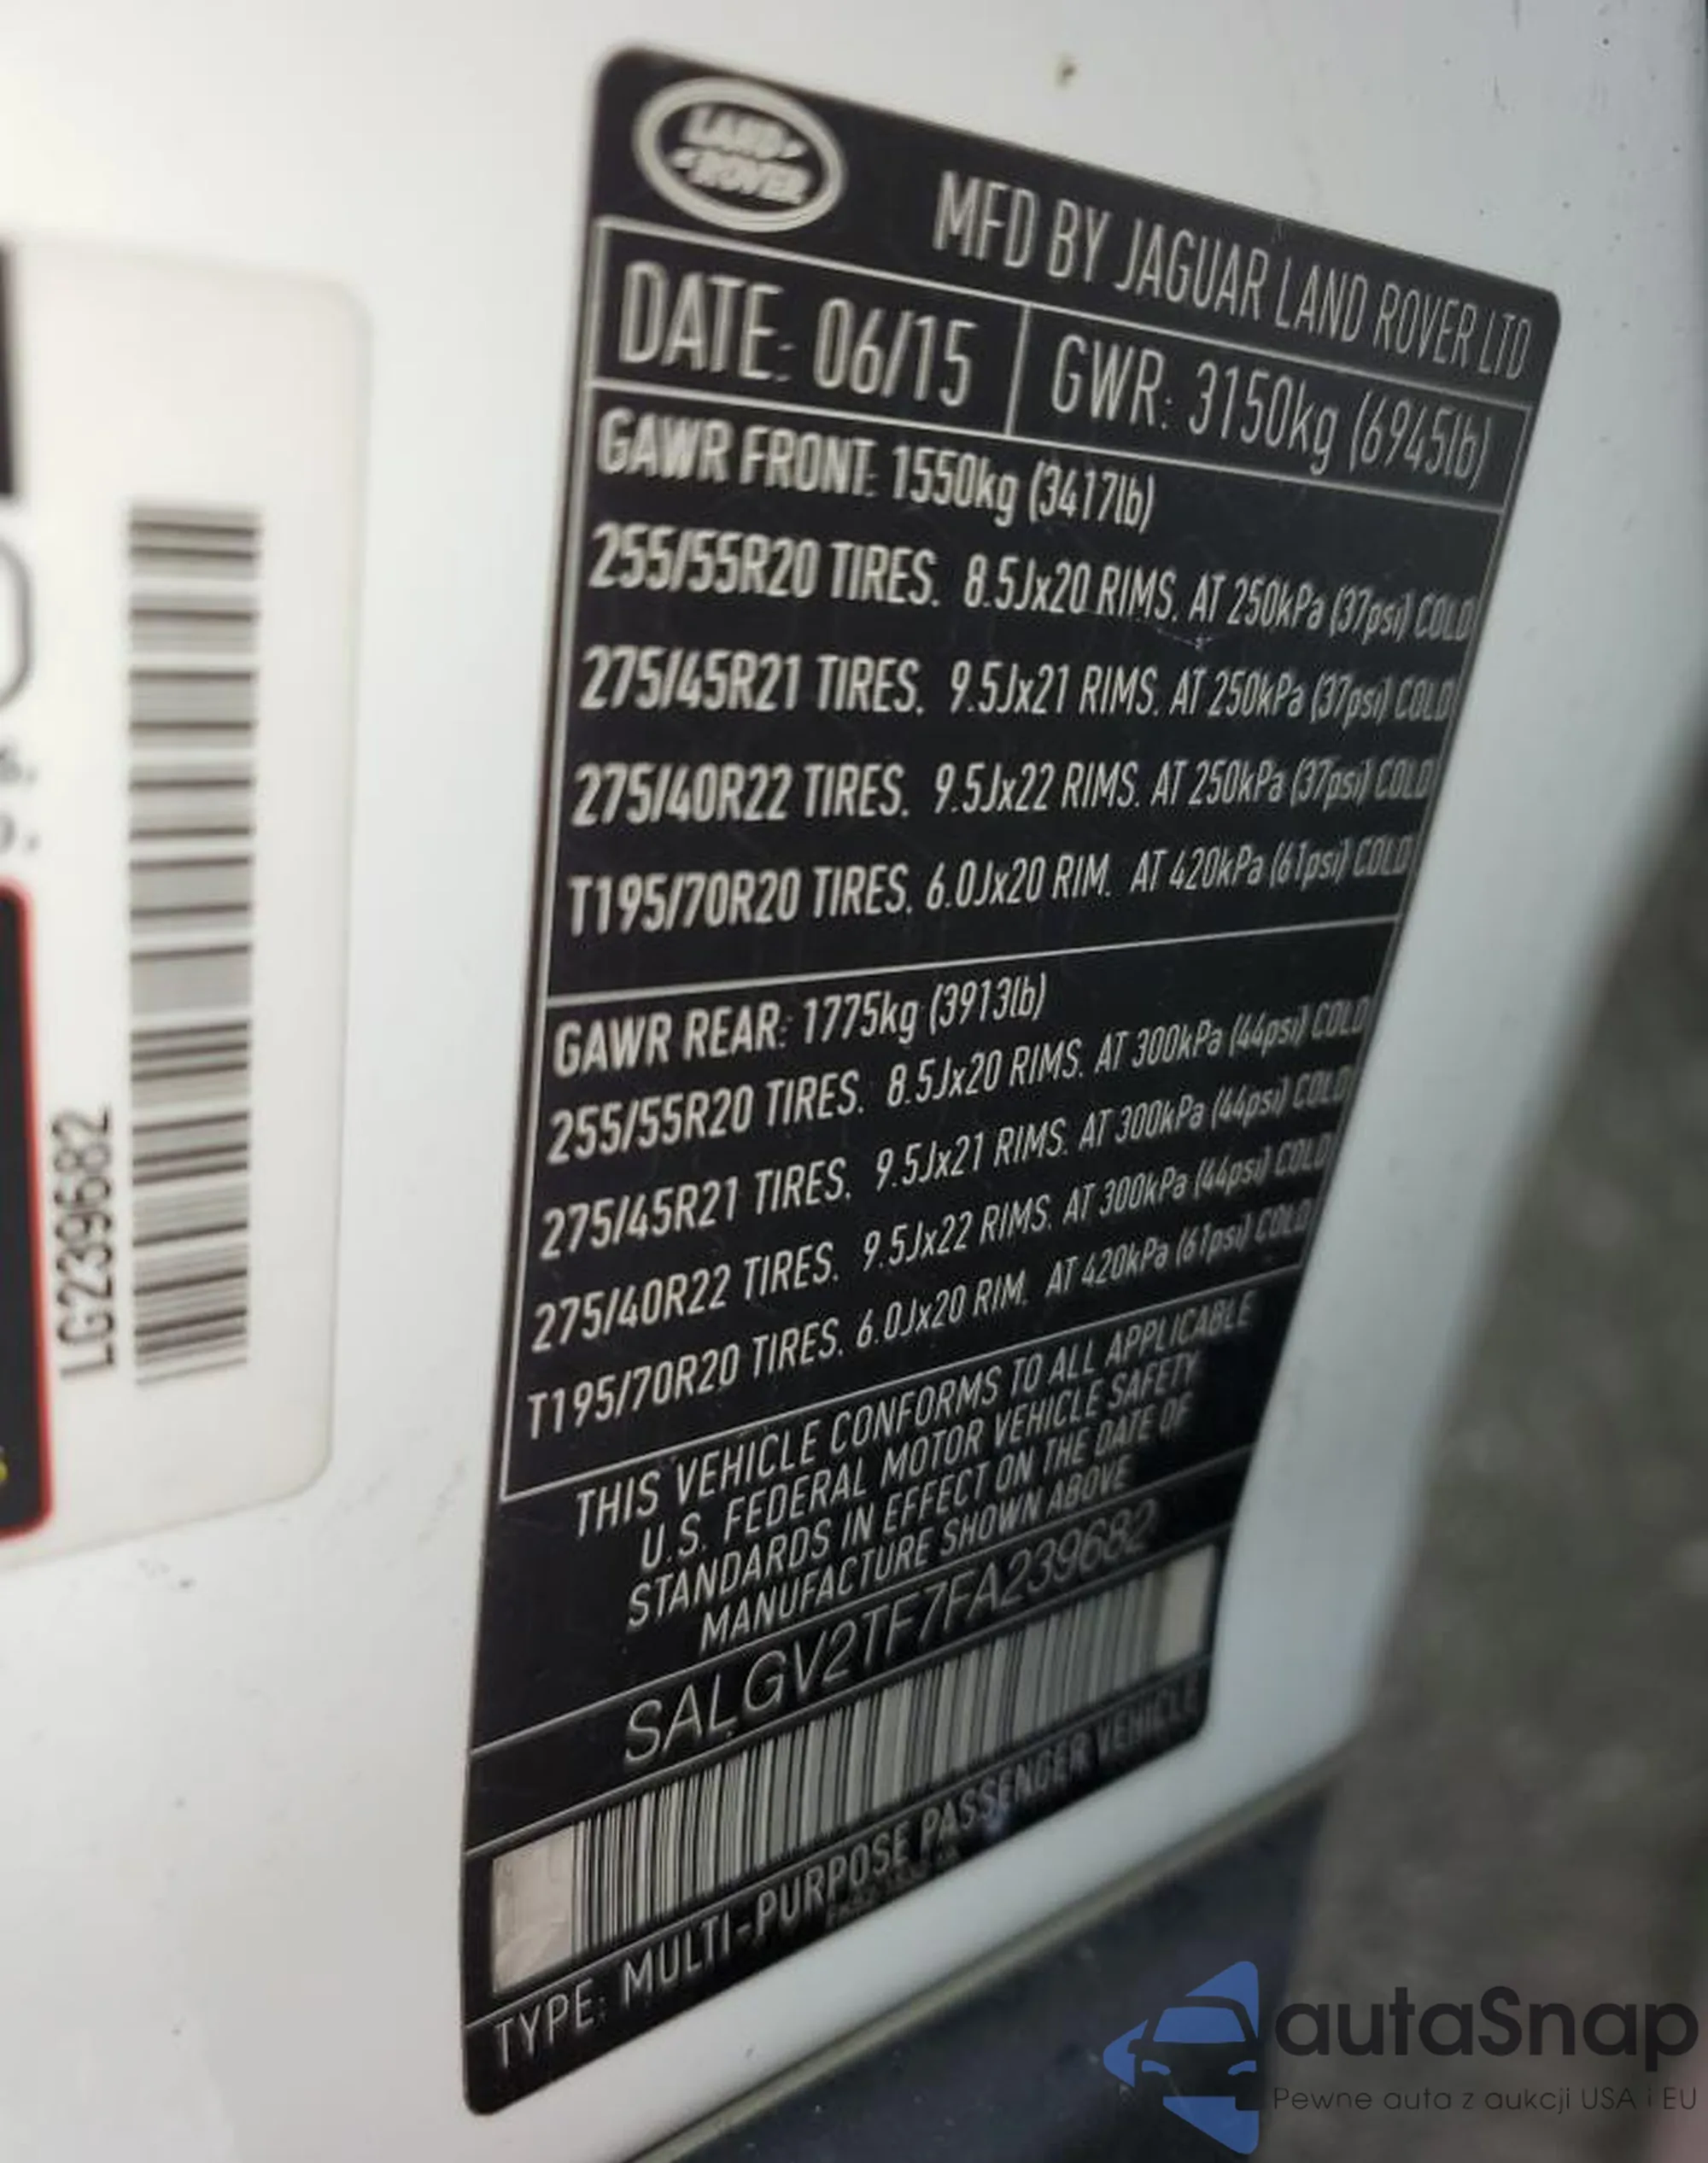 LAND-
-ROVER
MFD BY JAGUAR LAND ROVER LTD
DATE: 06/15
GWR: 3150kg (6945lb)
GAWR FRONT: 1550kg (3417lb)
255/55R20 TIRES. 8.5Jx20 RIMS. AT 250kPa (37psi) COLD
275/45R21 TIRES. 9.5Jx21 RIMS. AT 250kPa (37psi) COLD
275/40R22 TIRES. 9.5Jx22 RIMS. AT 250kPa (37psi) COLD
T195/70R20 TIRES. 6.0Jx20 RIM. AT 420kPa (61psi) COLD
GAWR REAR: 1775kg (3913lb)
255/55R20 TIRES. 8.5Jx20 RIMS. AT 300kPa (44psi) COLD
275/45R21 TIRES. 9.5Jx21 RIMS. AT 300kPa (44psi) COLD
275/40R22 TIRES. 9.5Jx22 RIMS. AT 300kPa (44psi) COLD
T195/70R20 TIRES. 6.0Jx20 RIM. AT 420kPa (61psi) COLD
THIS VEHICLE CONFORMS TO ALL APPLICABLE
U.S. FEDERAL MOTOR VEHICLE SAFETY
STANDARDS IN EFFECT ON THE DATE OF
MANUFACTURE SHOWN ABOVE
SALGV2TF7FA239682
TYPE: MULTI-PURPOSE PASSENGER VEHICLE
LG239682
autaSnap
Pewne auta z aukcji USA i EU